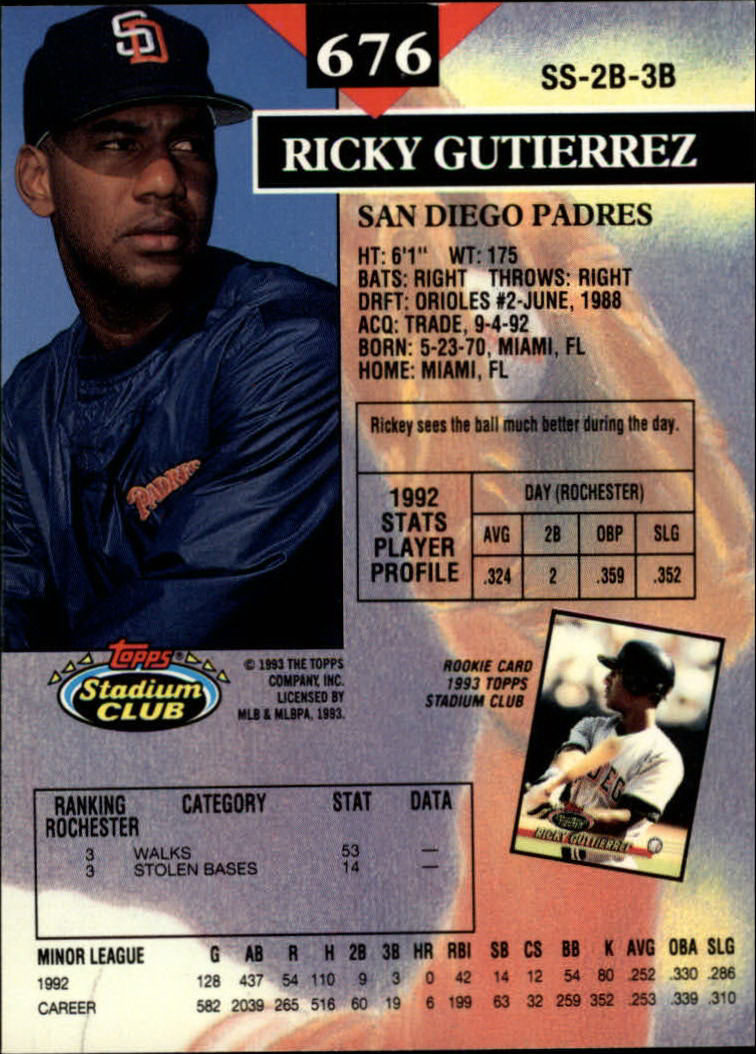 SD
676
SS-2B-3B
RICKY GUTIERREZ
SAN DIEGO PADRES
HT: 6'1" WT: 175
BATS: RIGHT THROWS: RIGHT
DRFT: ORIOLES #2-JUNE, 1988
ACQ: TRADE, 9-4-92
BORN: 5-23-70, MIAMI, FL
HOME: MIAMI, FL
Rickey sees the ball much better during the day.
1992 STATS PLAYER PROFILE
DAY (ROCHESTER)
AVG 2B OBP SLG
.324 2 .359 .352
PADRES
Topps®
Stadium
CLUB
© 1993 THE TOPPS
COMPANY, INC.
LICENSED BY
MLB & MLBPA, 1993.
ROOKIE CARD
1993 TOPPS
STADIUM CLUB
RICKY GUTIERREZ
RANKING ROCHESTER CATEGORY STAT DATA
3 WALKS 53 —
3 STOLEN BASES 14 —
MINOR LEAGUE G AB R H 2B 3B HR RBI SB CS BB K AVG OBA SLG
1992 128 437 54 110 9 3 0 42 14 12 54 80 .252 .330 .286
CAREER 582 2039 265 516 60 19 6 199 63 32 259 352 .253 .339 .310